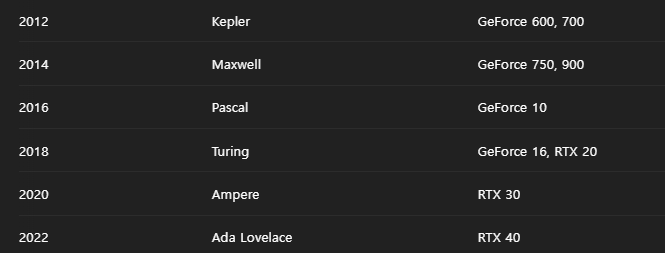 2012 Kepler GeForce 600, 700
2014 Maxwell GeForce 750, 900
2016 Pascal GeForce 10
2018 Turing GeForce 16, RTX 20
2020 Ampere RTX 30
2022 Ada Lovelace RTX 40